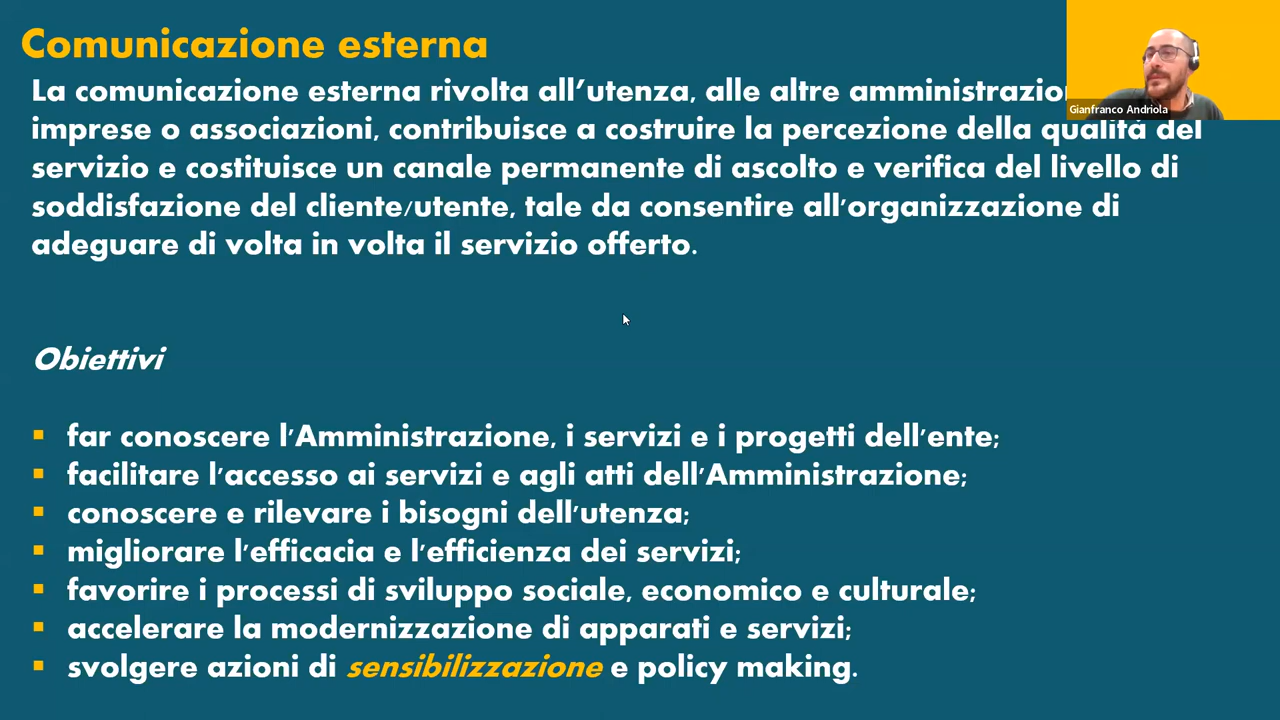 Comunicazione esterna
La comunicazione esterna rivolta all'utenza, alle altre amministrazio
Gianfranco Andriola
imprese o associazioni, contribuisce a costruire la percezione della qualità del
servizio e costituisce un canale permanente di ascolto e verifica del livello di
soddisfazione del cliente/utente, tale da consentire all'organizzazione di
adeguare di volta in volta il servizio offerto.
Obiettivi
▪ far conoscere l'Amministrazione, i servizi e i progetti dell'ente;
▪ facilitare l'accesso ai servizi e agli atti dell'Amministrazione;
▪ conoscere e rilevare i bisogni dell'utenza;
▪ migliorare l'efficacia e l'efficienza dei servizi;
▪ favorire i processi di sviluppo sociale, economico e culturale;
▪ accelerare la modernizzazione di apparati e servizi;
▪ svolgere azioni di sensibilizzazione e policy making.